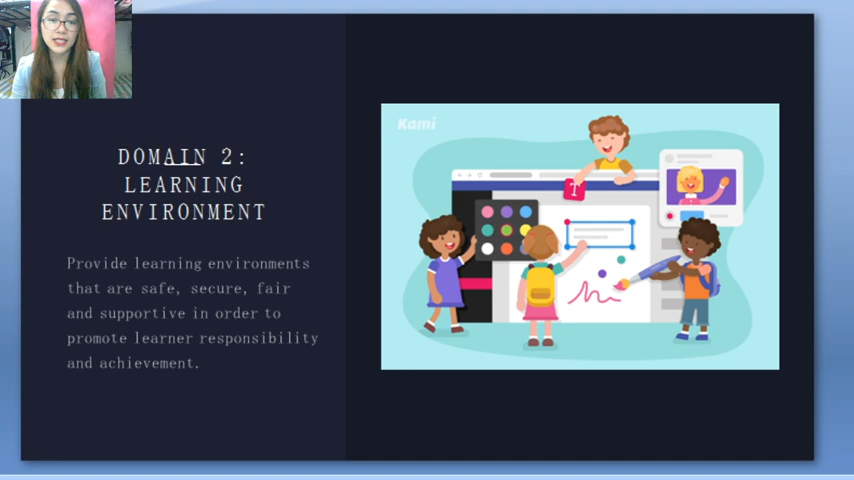 DOMAIN 2:
LEARNING
ENVIRONMENT
Provide learning environments
that are safe, secure, fair
and supportive in order to
promote learner responsibility
and achievement.
Kami
T